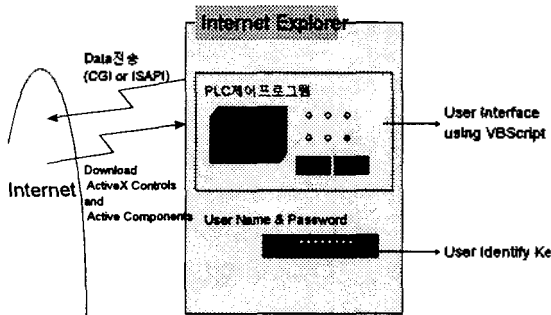 Internet Explorer
Data전송
(CGI or ISAPI)
PLC제어프로그램
User Interface
using VBScript
Internet
Download
ActiveX Controls
and
Active Components
User Name & Password
********
User Identify Ke